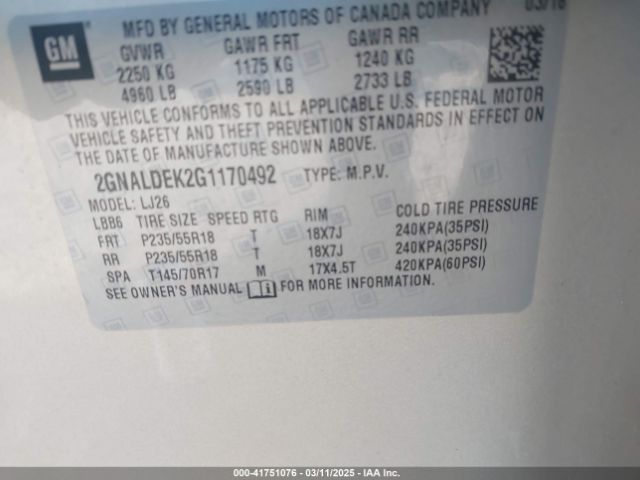 GM
MFD BY GENERAL MOTORS OF CANADA COMPANY 03/16
GVWR GAWR FRT GAWR RR
2250 KG 1175 KG 1240 KG
4960 LB 2590 LB 2733 LB
THIS VEHICLE CONFORMS TO ALL APPLICABLE U.S. FEDERAL MOTOR
VEHICLE SAFETY AND THEFT PREVENTION STANDARDS IN EFFECT ON
THE DATE OF MANUFACTURE SHOWN ABOVE.
2GNALDEK2G1170492 TYPE: M.P.V.
MODEL: LJ26
LBB6 TIRE SIZE SPEED RTG RIM COLD TIRE PRESSURE
FRT P235/55R18 T 18X7J 240KPA(35PSI)
RR P235/55R18 T 18X7J 240KPA(35PSI)
SPA T145/70R17 M 17X4.5T 420KPA(60PSI)
SEE OWNER'S MANUAL FOR MORE INFORMATION.
000-41751076 - 03/11/2025 - IAAI.COM